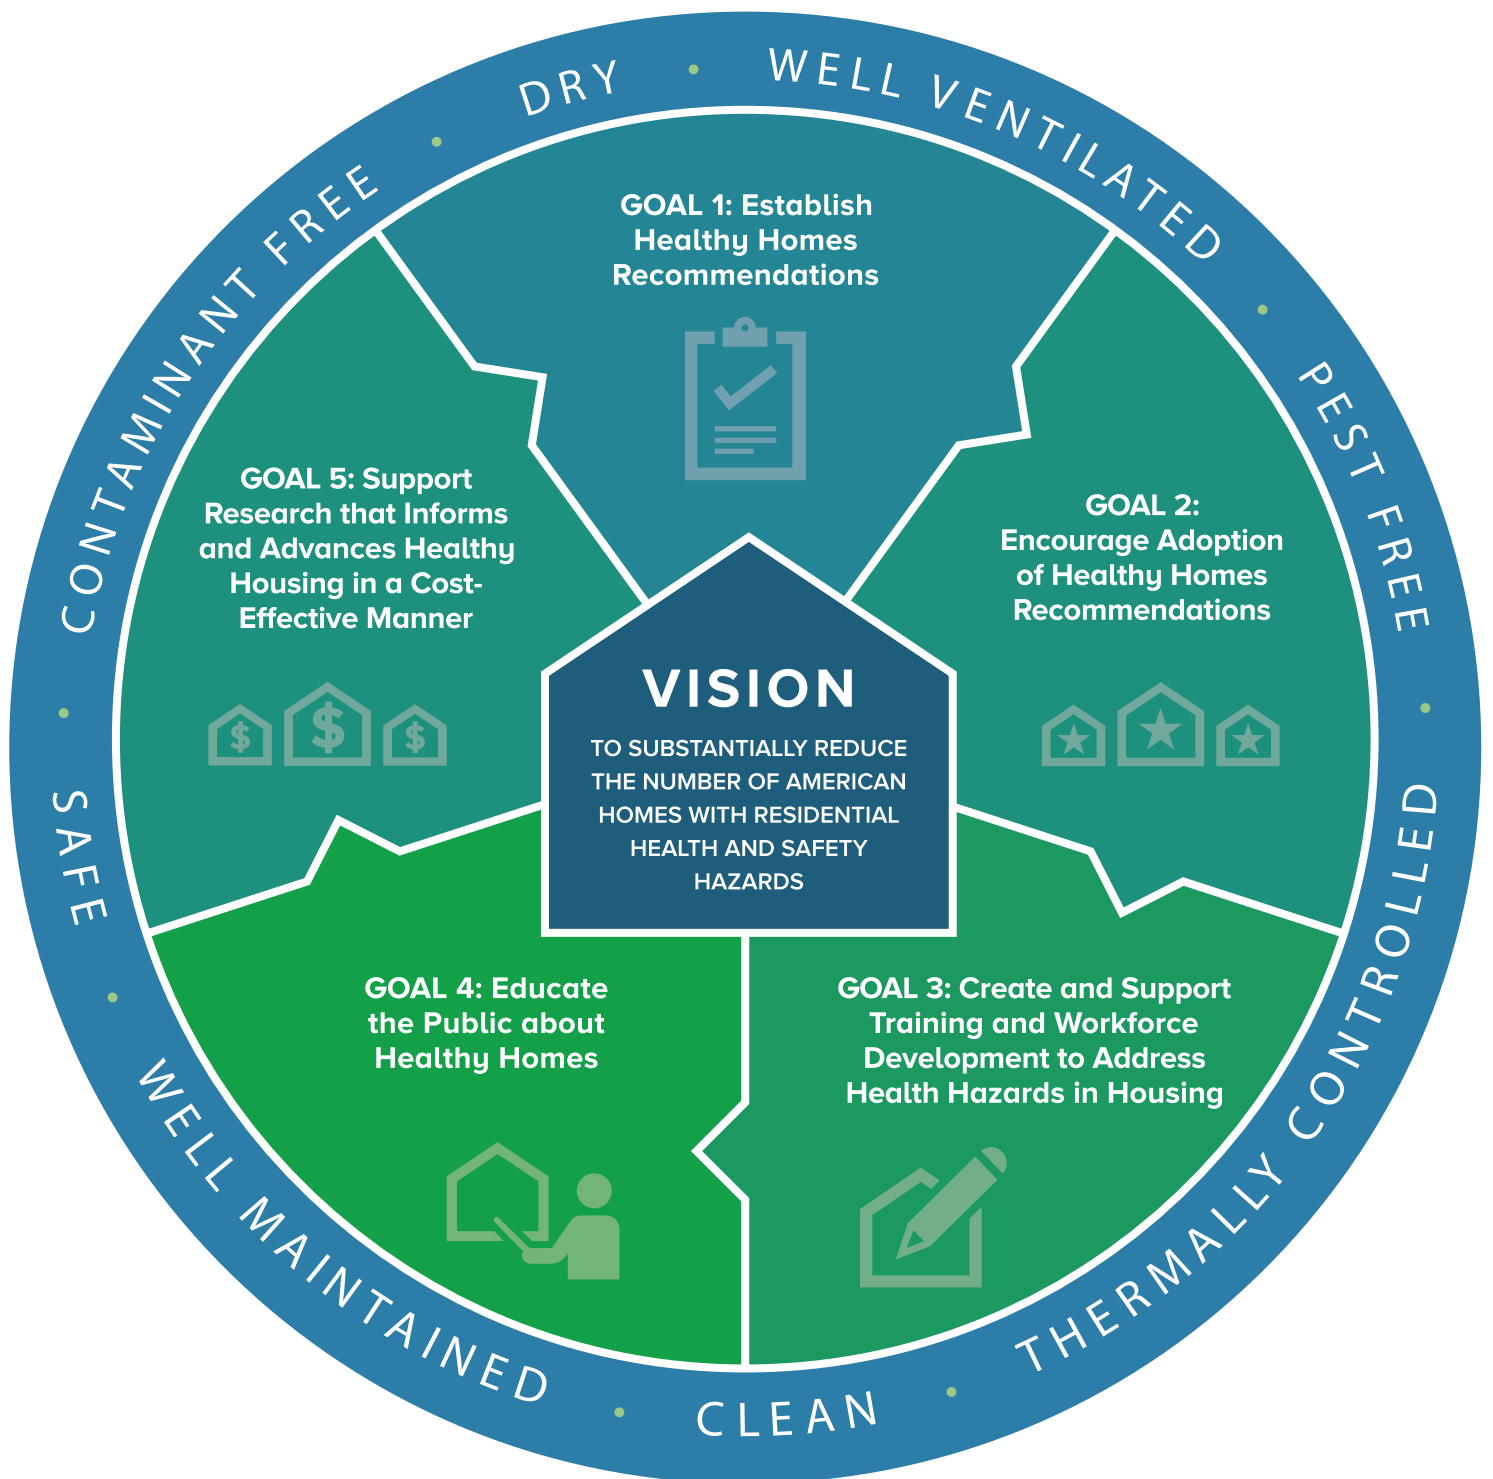 DRY • WELL VENTILATED • PEST FREE • THERMALLY CONTROLLED • CLEAN • WELL MAINTAINED • SAFE • CONTAMINANT FREE •
GOAL 1: Establish
Healthy Homes
Recommendations
GOAL 2:
Encourage Adoption
of Healthy Homes
Recommendations
GOAL 3: Create and Support
Training and Workforce
Development to Address
Health Hazards in Housing
GOAL 4: Educate
the Public about
Healthy Homes
GOAL 5: Support
Research that Informs
and Advances Healthy
Housing in a Cost-
Effective Manner
$ $ $
VISION
TO SUBSTANTIALLY REDUCE
THE NUMBER OF AMERICAN
HOMES WITH RESIDENTIAL
HEALTH AND SAFETY
HAZARDS